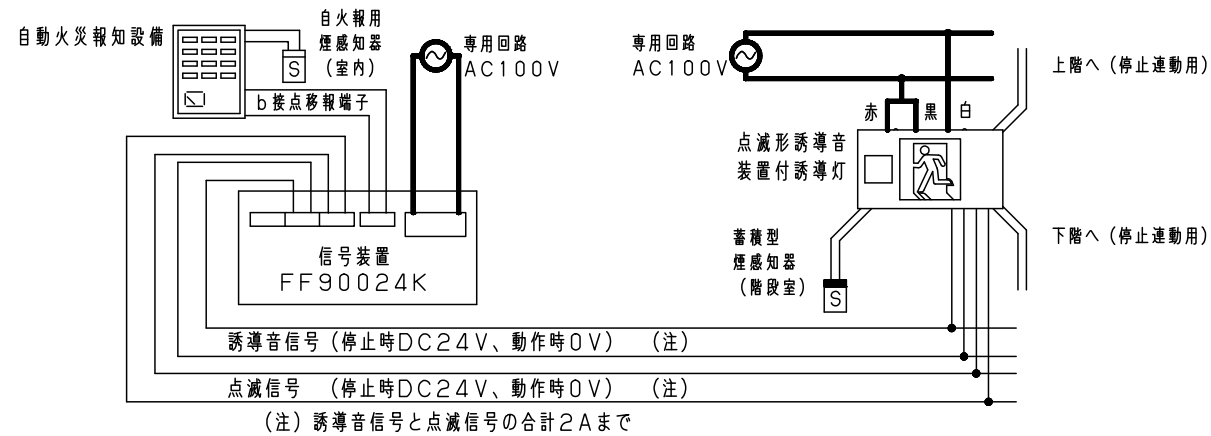 自動火災報知設備
自火報用
煙感知器
（室内）
S
専用回路
AC100V
b接点移報端子
信号装置
FF90024K
専用回路
AC100V
赤
黒
白
上階へ（停止連動用）
点滅形誘導音
装置付誘導灯
下階へ（停止連動用）
蓄積型
煙感知器
（階段室）
S
誘導音信号（停止時DC24V、動作時0V）　（注）
点滅信号　（停止時DC24V、動作時0V）　（注）
（注）誘導音信号と点滅信号の合計2Aまで